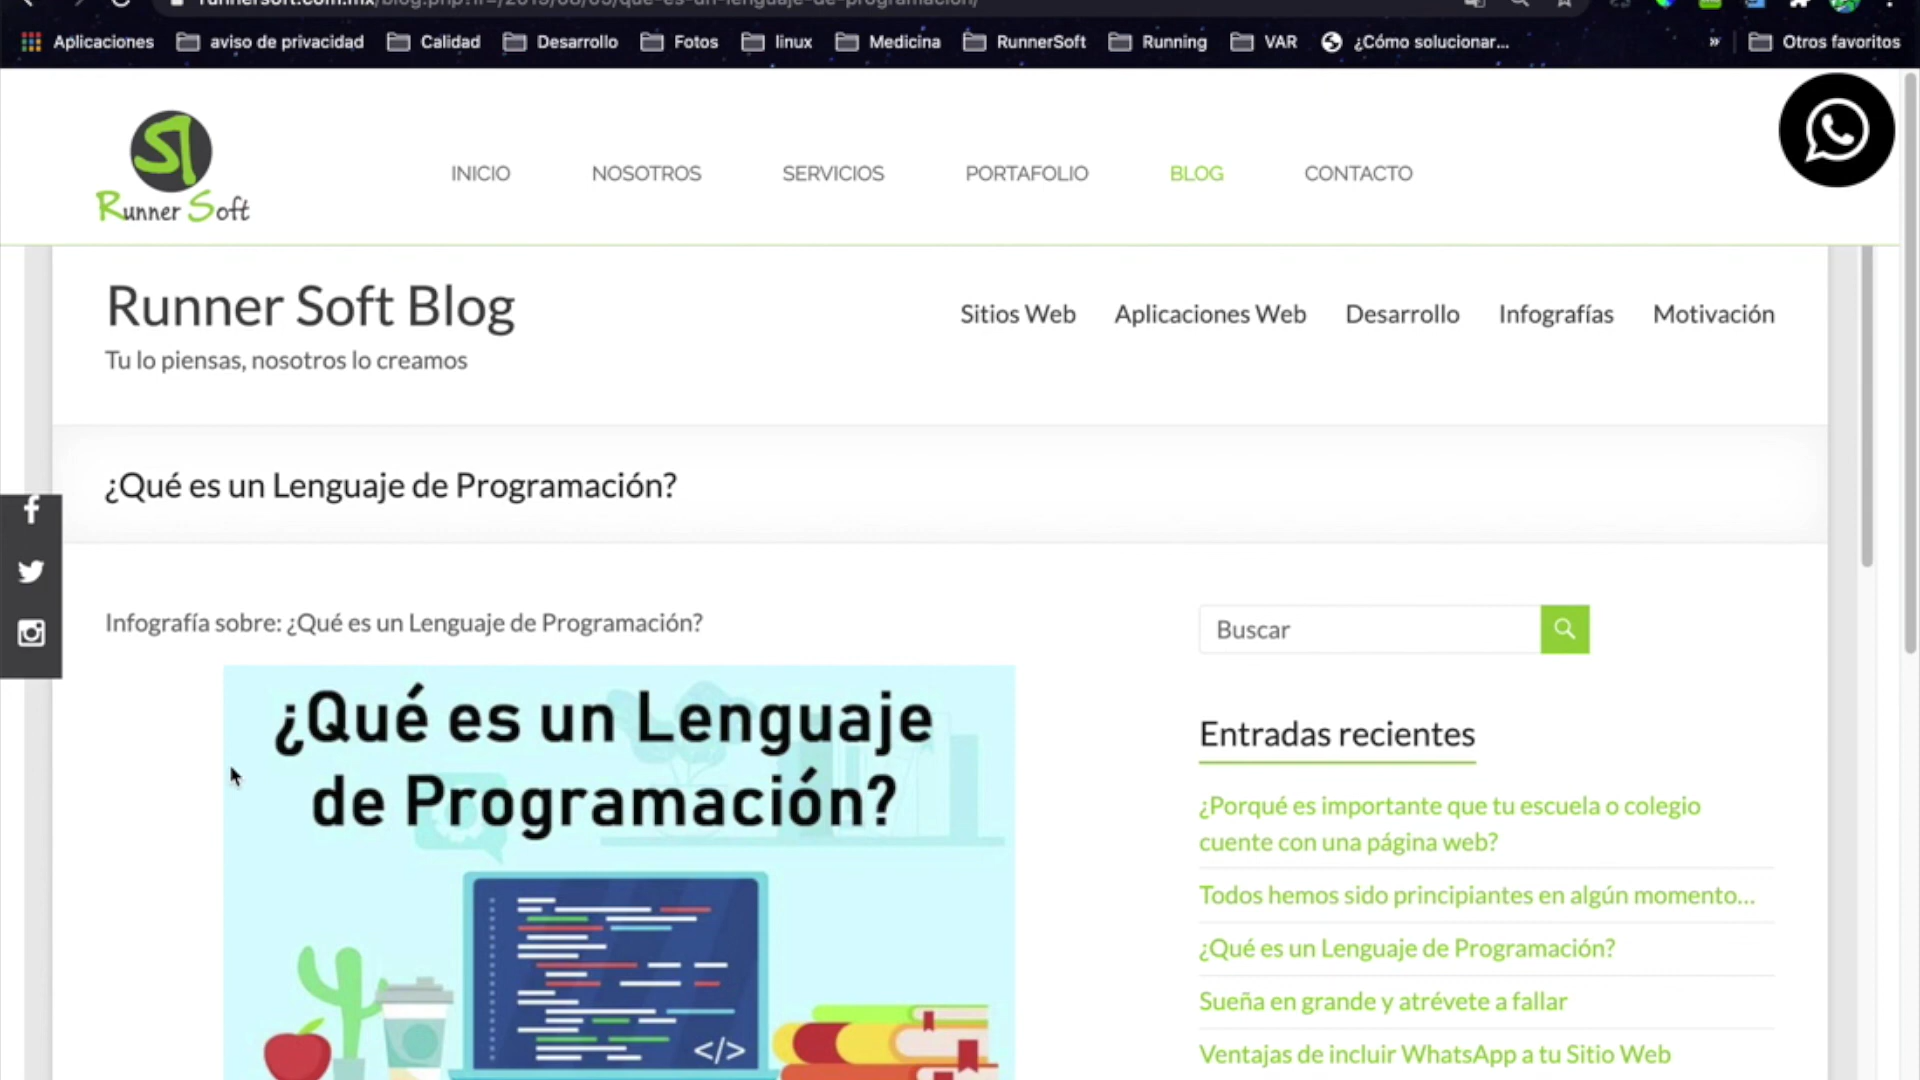 Aplicaciones aviso de privacidad Calidad Desarrollo Fotos linux Medicina RunnerSoft Running VAR ¿Cómo solucionar... » Otros favoritos
Runner Soft
INICIO NOSOTROS SERVICIOS PORTAFOLIO BLOG CONTACTO
Runner Soft Blog
Sitios Web Aplicaciones Web Desarrollo Infografías Motivación
Tu lo piensas, nosotros lo creamos
¿Qué es un Lenguaje de Programación?
Infografía sobre: ¿Qué es un Lenguaje de Programación?
Buscar
¿Qué es un Lenguaje
de Programación?
</>
Entradas recientes
¿Porqué es importante que tu escuela o colegio
cuente con una página web?
Todos hemos sido principiantes en algún momento...
¿Qué es un Lenguaje de Programación?
Sueña en grande y atrévete a fallar
Ventajas de incluir WhatsApp a tu Sitio Web